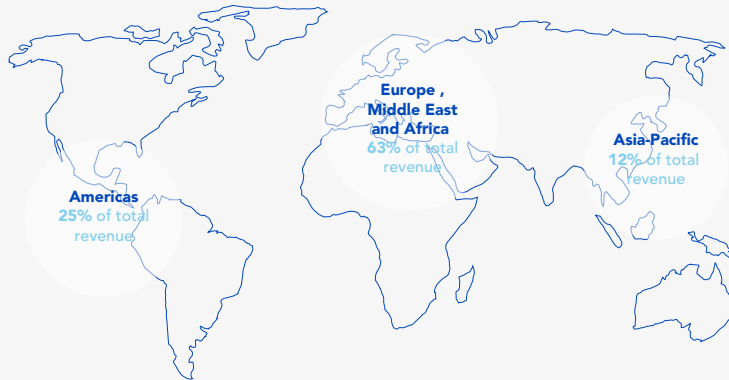 Europe ,
Middle East
and Africa
63% of total
revenue
Asia-Pacific
12% of total
revenue
Americas
25% of total
revenue